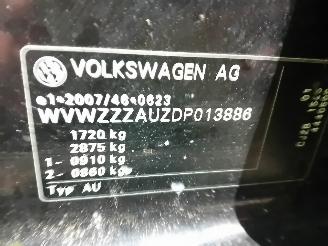 VOLKSWAGEN AG
e1*2007/46*0623
WVWZZZAUZDP013886
1720 kg
2875 kg
1- 0910 kg
2- 0860 kg
Typ AU